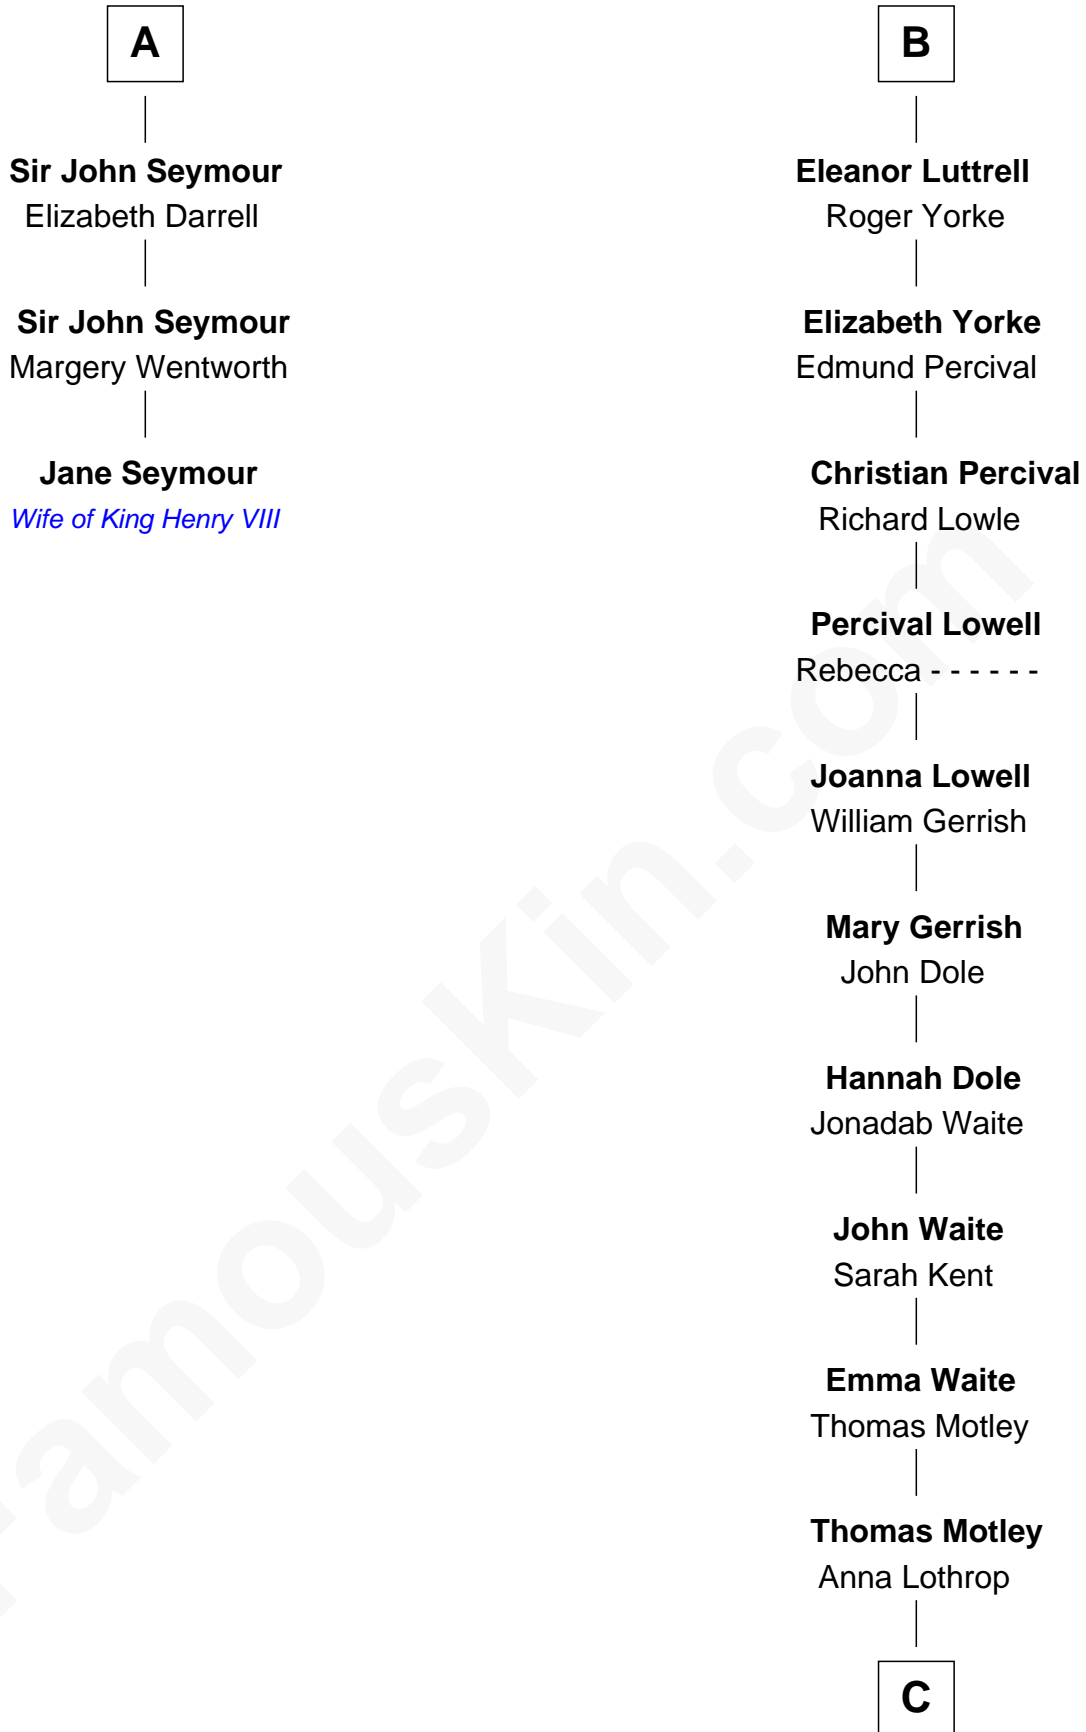 A
Sir John Seymour
Elizabeth Darrell
Sir John Seymour
Margery Wentworth
Jane Seymour
Wife of King Henry VIII
B
Eleanor Luttrell
Roger Yorke
Elizabeth Yorke
Edmund Percival
Christian Percival
Richard Lowle
Percival Lowell
Rebecca - - - - - -
Joanna Lowell
William Gerrish
Mary Gerrish
John Dole
Hannah Dole
Jonadab Waite
John Waite
Sarah Kent
Emma Waite
Thomas Motley
Thomas Motley
Anna Lothrop
C
FamousKin.com